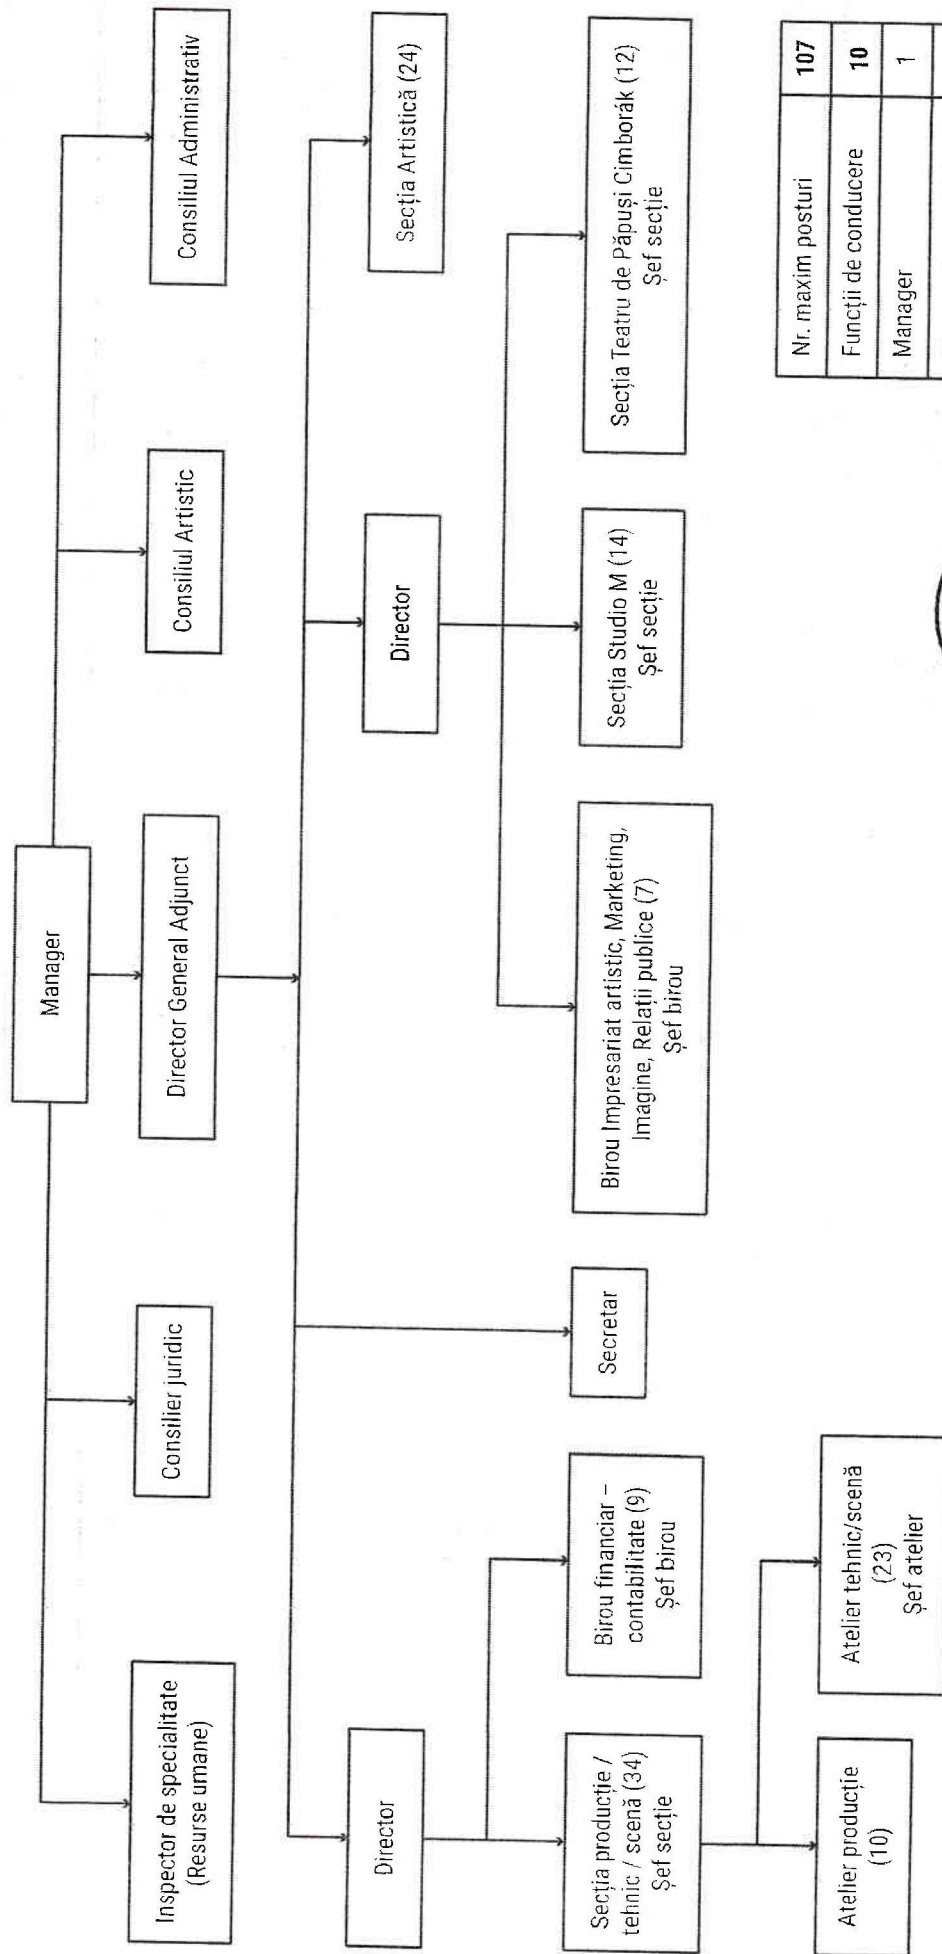 Manager
Inspector de specialitate
(Resurse umane)
Consilier juridic
Director General Adjunct
Consiliul Artistic
Consiliul Administrativ
Director
Secretar
Director
Secția Artistică (24)
Secția producție /
tehnic / scenă (34)
Șef secție
Birou financiar –
contabilitate (9)
Șef birou
Birou Impresariat artistic, Marketing,
Imagine, Relații publice (7)
Șef birou
Secția Studio M (14)
Șef secție
Secția Teatru de Păpuși Cimborák (12)
Șef secție
Atelier producție
(10)
Atelier tehnic/scenă
(23)
Șef atelier
Nr. maxim posturi 107
Funcții de conducere 10
Manager 1